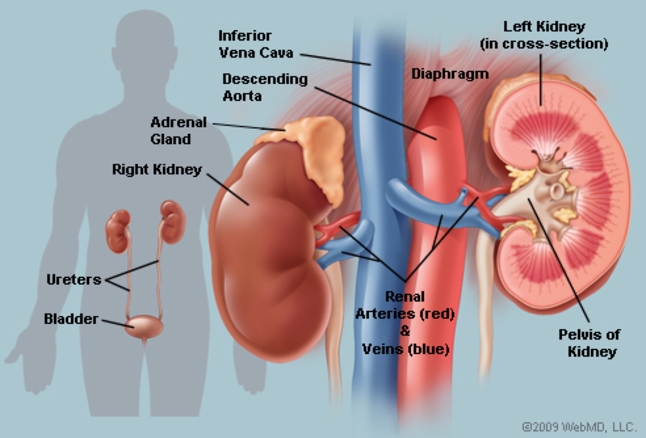 Inferior
Vena Cava
Descending
Aorta
Diaphragm
Left Kidney
(in cross-section)
Adrenal
Gland
Right Kidney
Ureters
Bladder
Renal
Arteries (red)
&
Veins (blue)
Pelvis of
Kidney
©2009 WebMD, LLC.